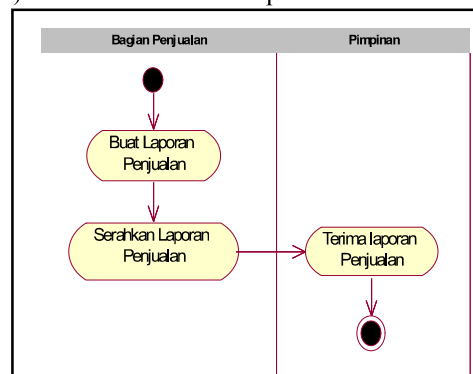 )
Bagian Penjualan
Pimpinan
Buat Laporan
Penjualan
Serahkan Laporan
Penjualan
Terima laporan
Penjualan